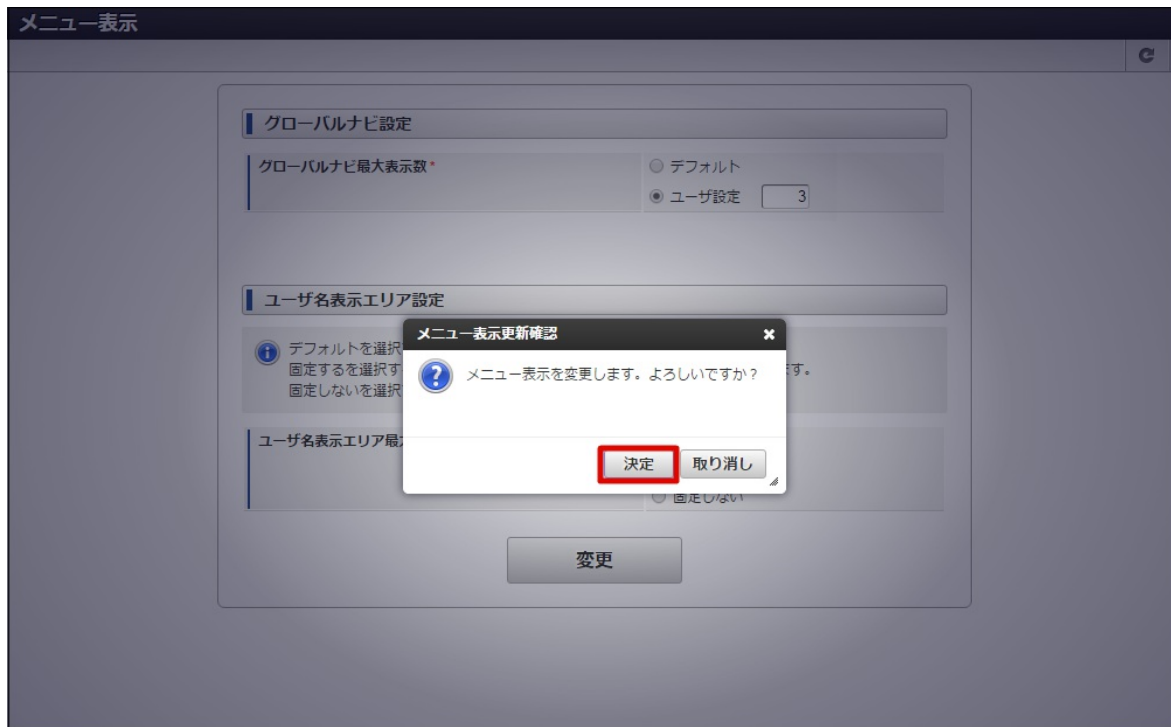 メニュー表示
グローバルナビ設定
グローバルナビ最大表示数*
デフォルト
ユーザ設定 3
ユーザ名表示エリア設定
デフォルトを選択
固定するを選択す
す。
固定しないを選択
メニュー表示更新確認
メニュー表示を変更します。よろしいですか？
決定 取り消し
ユーザ名表示エリア最
固定しない
変更